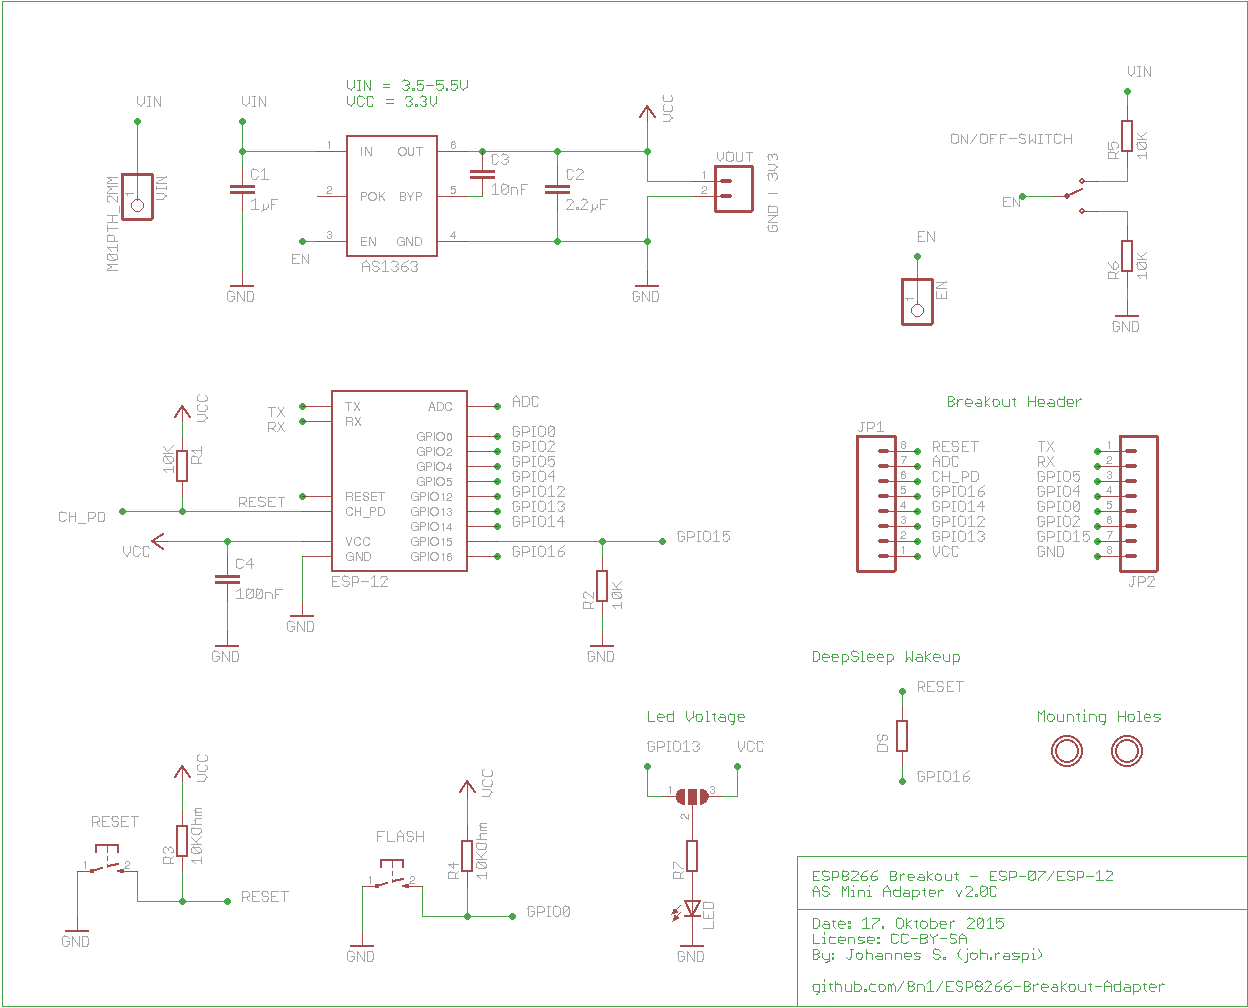 VIN = 3.5-5.5V
VCC = 3.3V
VIN
M01PTH_2MM
1
VIN
VIN
C1
1µF
GND
1
2
3
EN
IN
POK
EN
OUT
BYP
GND
6
5
4
AS1363
C3
10nF
C2
2.2µF
VCC
GND
1
2
VOUT
GND | 3V3
VIN
ON/OFF-SWITCH
R5
10K
EN
R6
10K
GND
EN
1
EN
VCC
10K
R1
CH_PD
RESET
TX
RX
TX
RX
RESET
CH_PD
VCC
GND
ADC
GPIO0
GPIO2
GPIO4
GPIO5
GPIO12
GPIO13
GPIO14
GPIO15
GPIO16
ESP-12
ADC
GPIO0
GPIO2
GPIO5
GPIO4
GPIO12
GPIO13
GPIO14
GPIO15
GPIO16
VCC
C4
100nF
GND
GND
R2
10K
GND
Breakout Header
JP1
8 RESET
7 ADC
6 CH_PD
5 GPIO16
4 GPIO14
3 GPIO12
2 GPIO13
1 VCC
TX 1
RX 2
GPIO5 3
GPIO4 4
GPIO0 5
GPIO2 6
GPIO15 7
GND 8
JP2
DeepSleep Wakeup
RESET
DS
GPIO16
Mounting Holes
Led Voltage
GPIO13
VCC
1
3
2
R7
LED
GND
RESET
1
2
VCC
R3
10KOhm
RESET
GND
FLASH
1
2
VCC
R4
10KOhm
GPIO0
GND
ESP8266 Breakout - ESP-07/ESP-12
AS Mini Adapter v2.0C
Date: 17. Oktober 2015
License: CC-BY-SA
By: Johannes S. (joh.raspi)
github.com/8n1/ESP8266-Breakout-Adapter